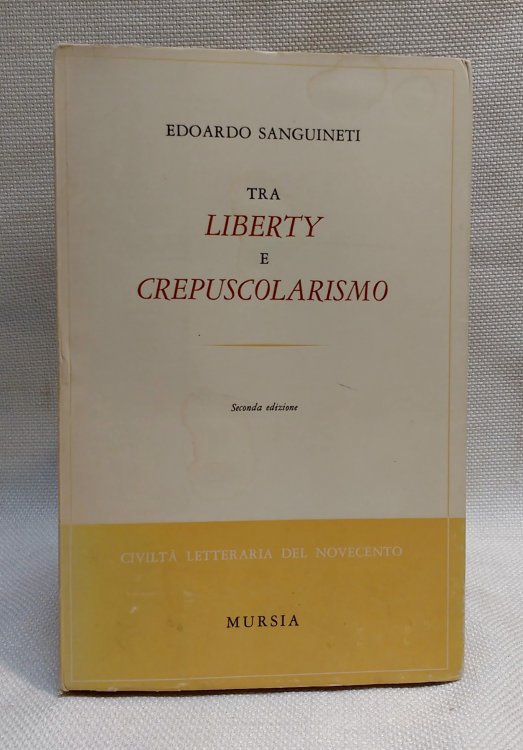 EDOARDO SANGUINETI
TRA
LIBERTY
E
CREPUSCOLARISMO
Seconda edizione
CIVILTÀ LETTERARIA DEL NOVECENTO
MURSIA